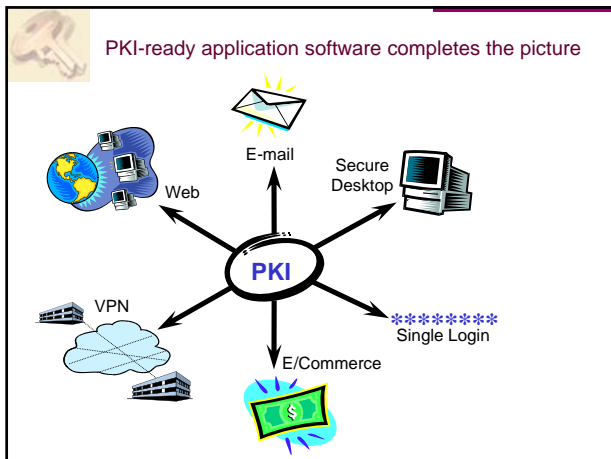 PKI-ready application software completes the picture
E-mail
Secure
Desktop
Web
PKI
VPN
********
Single Login
E/Commerce
$